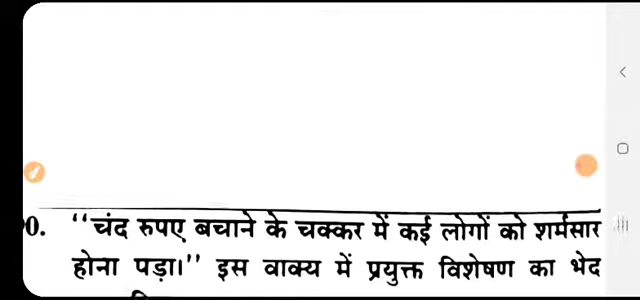 0. ‘‘चंद रुपए बचाने के चक्कर में कई लोगों को शर्मसार
होना पड़ा।’’ इस वाक्य में प्रयुक्त विशेषण का भेद